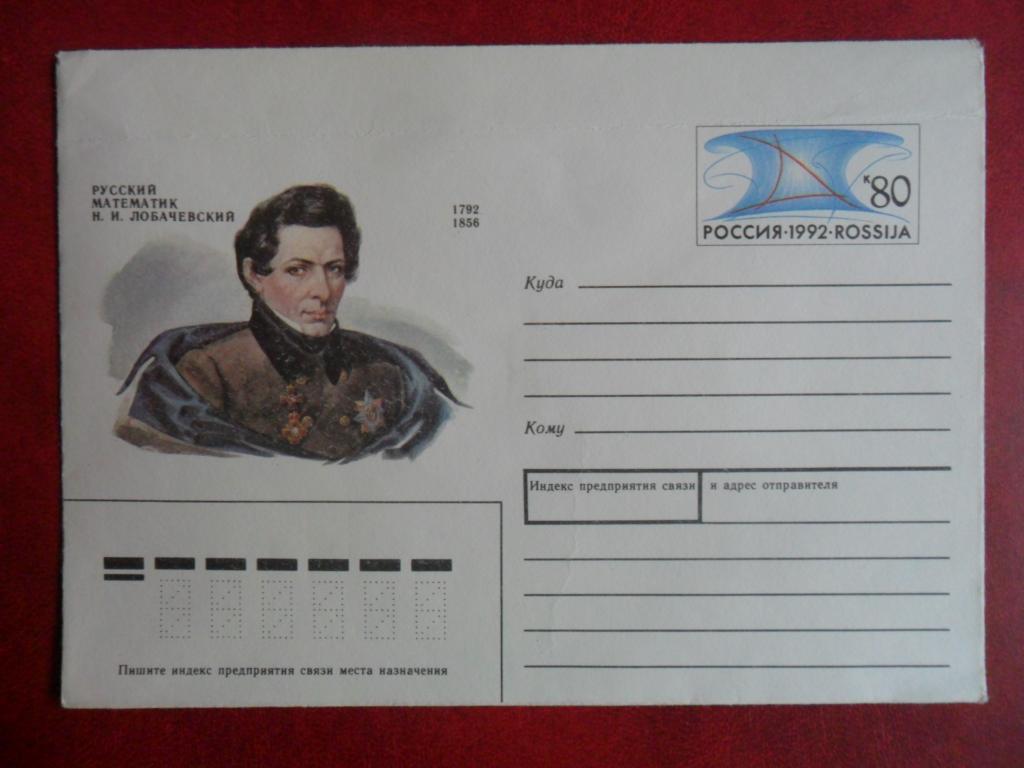 РУССКИЙ
МАТЕМАТИК
Н. И. ЛОБАЧЕВСКИЙ
1792
1856
к80
РОССИЯ·1992·ROSSIJA
Куда
Кому
Индекс предприятия связи и адрес отправителя
Пишите индекс предприятия связи места назначения